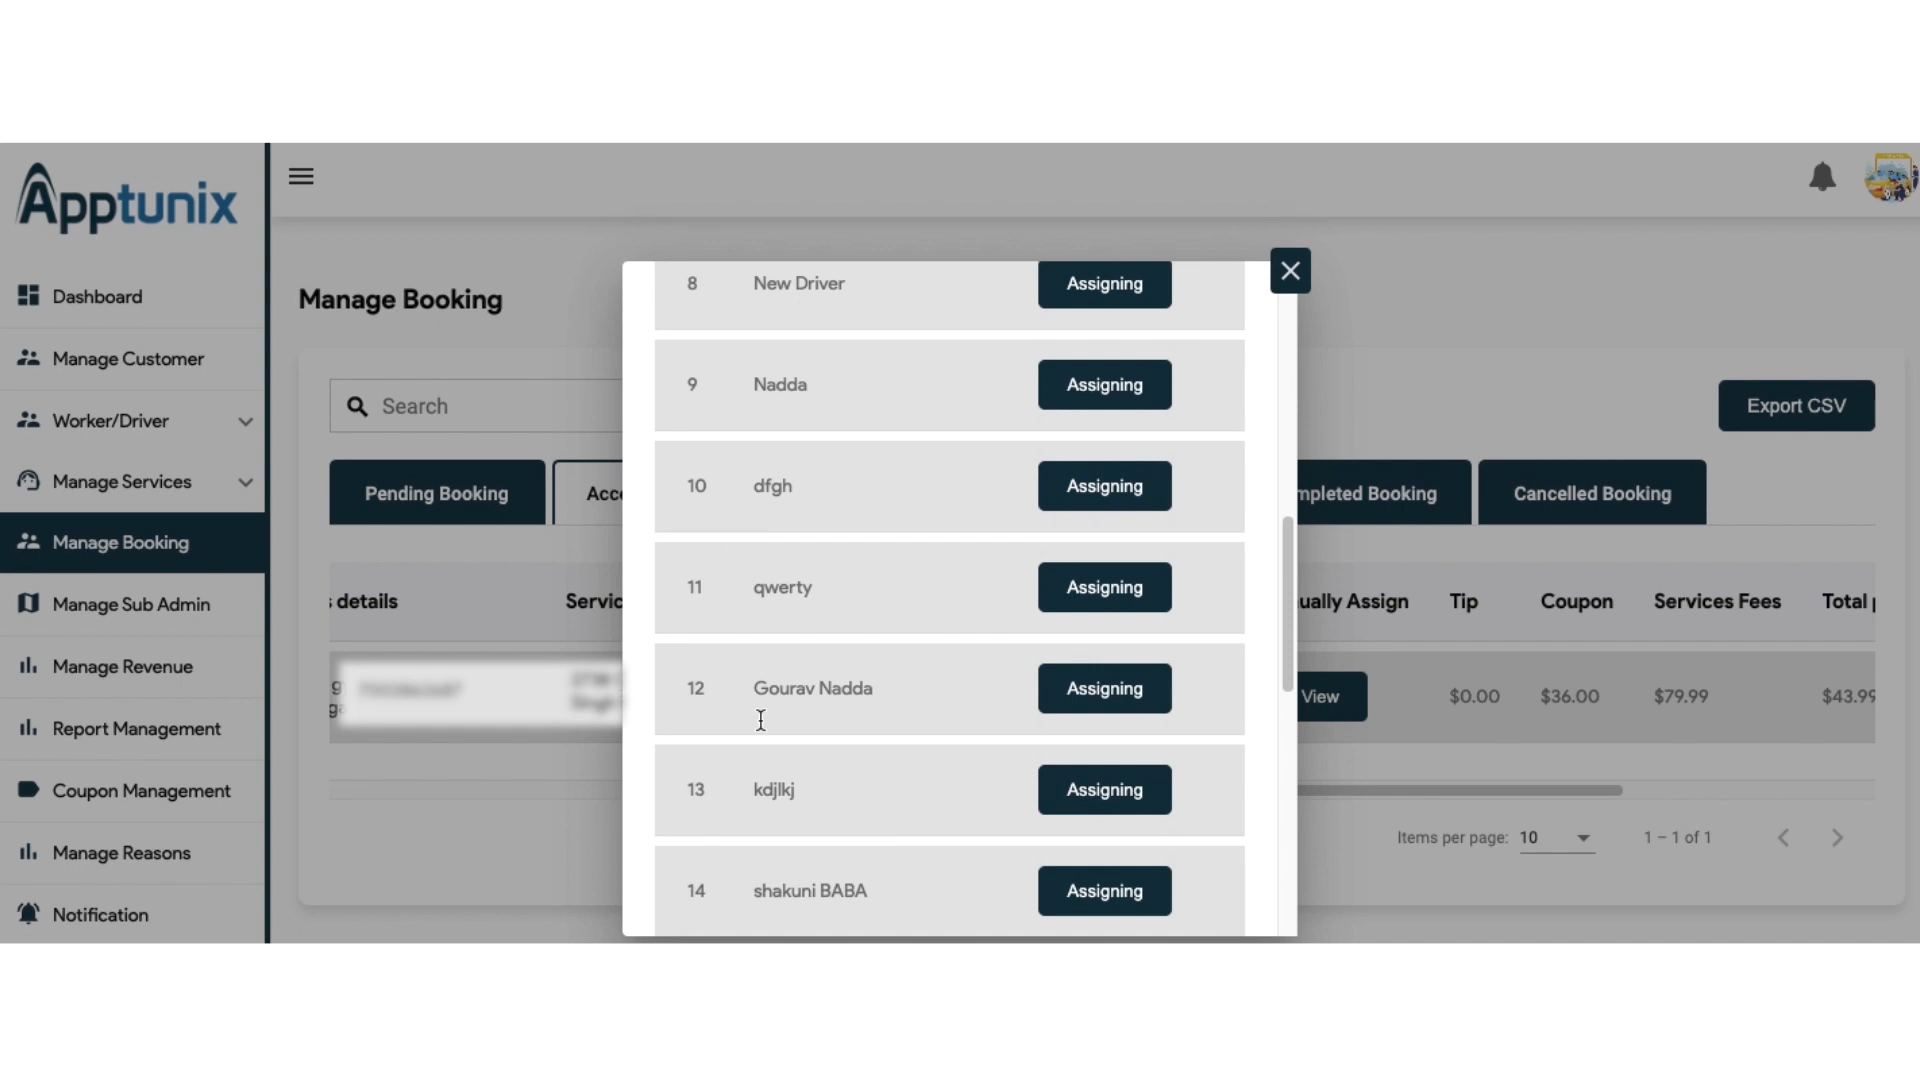 Apptunix
Dashboard
Manage Customer
Worker/Driver
Manage Services
Manage Booking
Manage Sub Admin
Manage Revenue
Report Management
Coupon Management
Manage Reasons
Notification
Manage Booking
Search
Export CSV
Pending Booking
Acc
mpleted Booking
Cancelled Booking
details
Servic
ually Assign
Tip
Coupon
Services Fees
Total
View
$0.00
$36.00
$79.99
$43.99
Items per page: 10
1 – 1 of 1
8 New Driver Assigning
9 Nadda Assigning
10 dfgh Assigning
11 qwerty Assigning
12 Gourav Nadda Assigning
13 kdjlkj Assigning
14 shakuni BABA Assigning